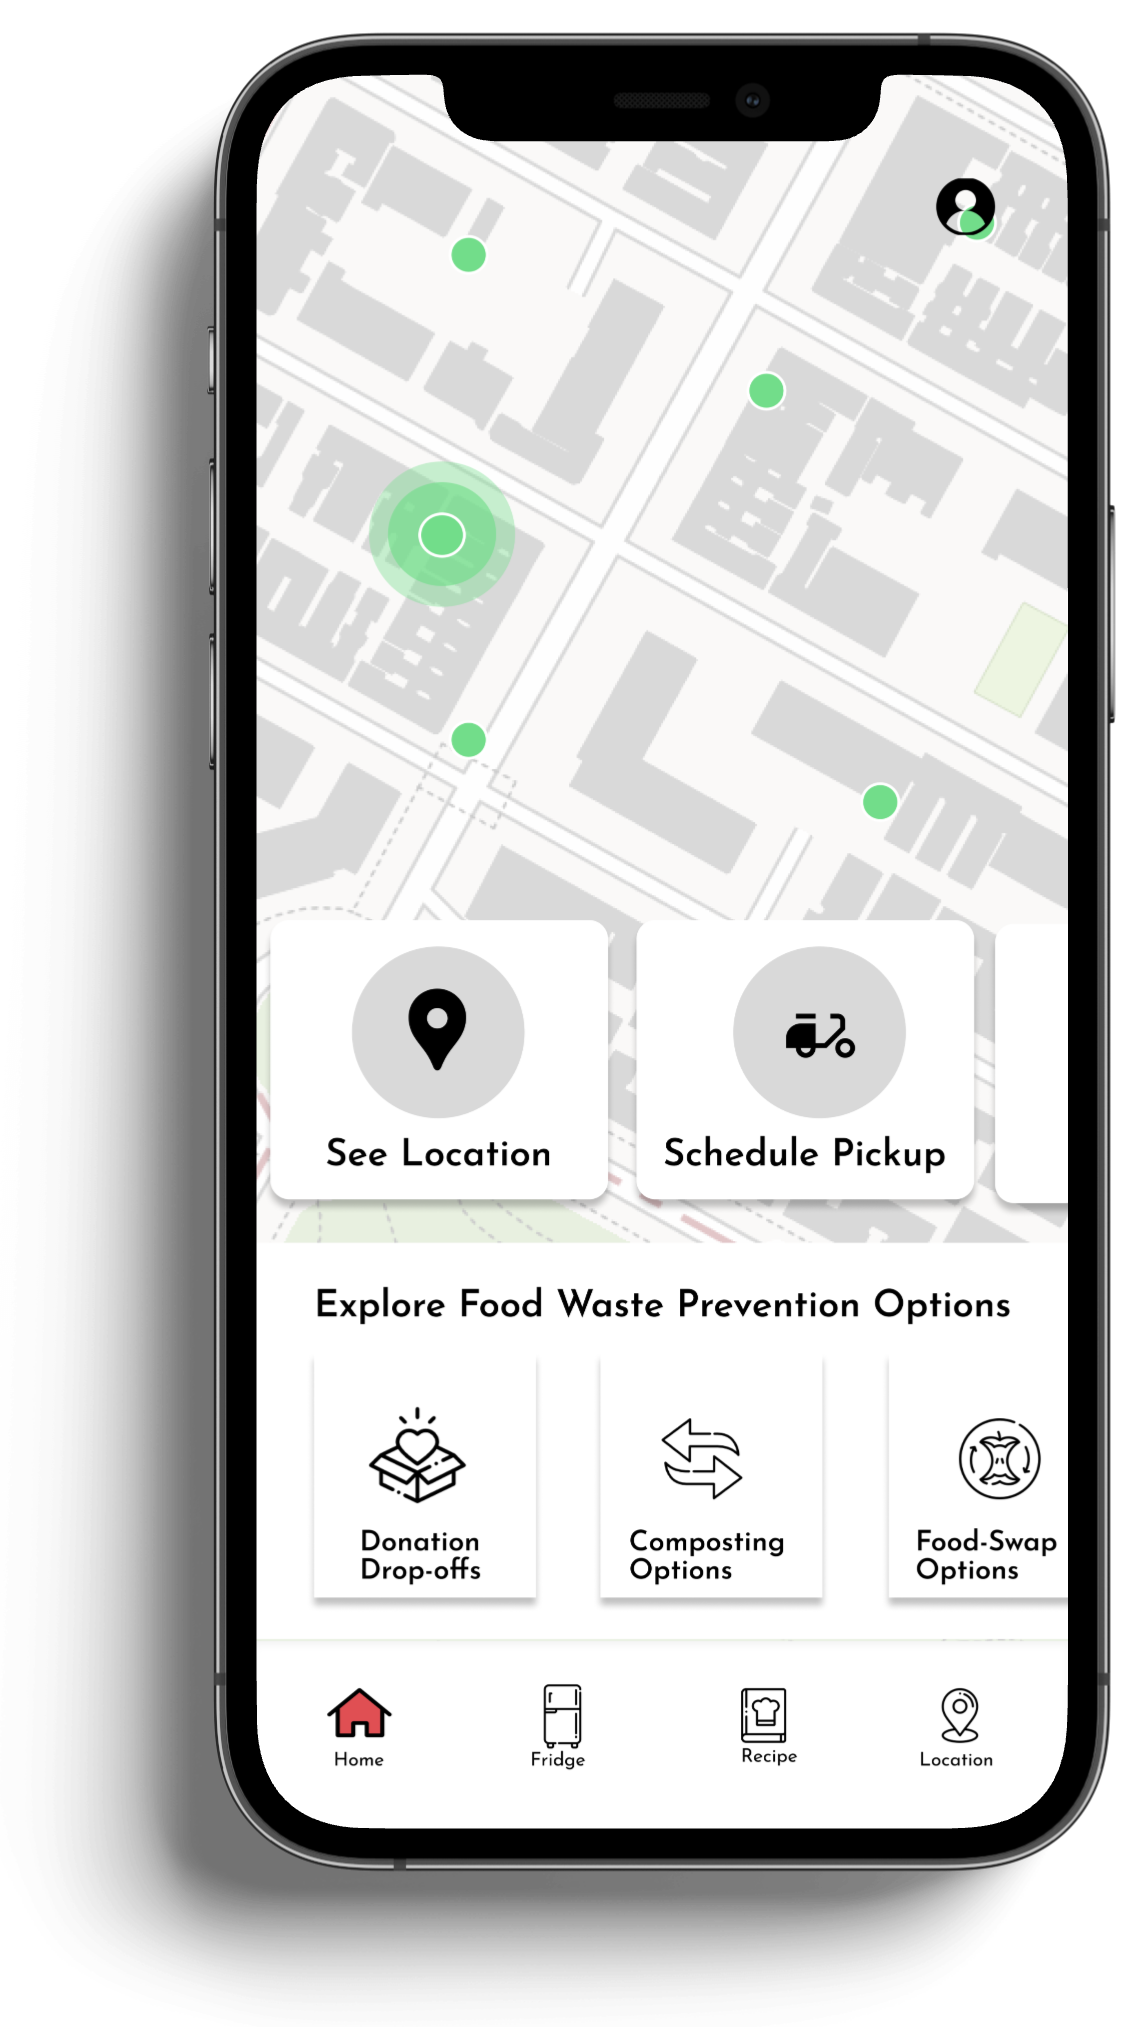 See Location
Schedule Pickup
Explore Food Waste Prevention Options
Donation
Drop-offs
Composting
Options
Food-Swap
Options
Home
Fridge
Recipe
Location